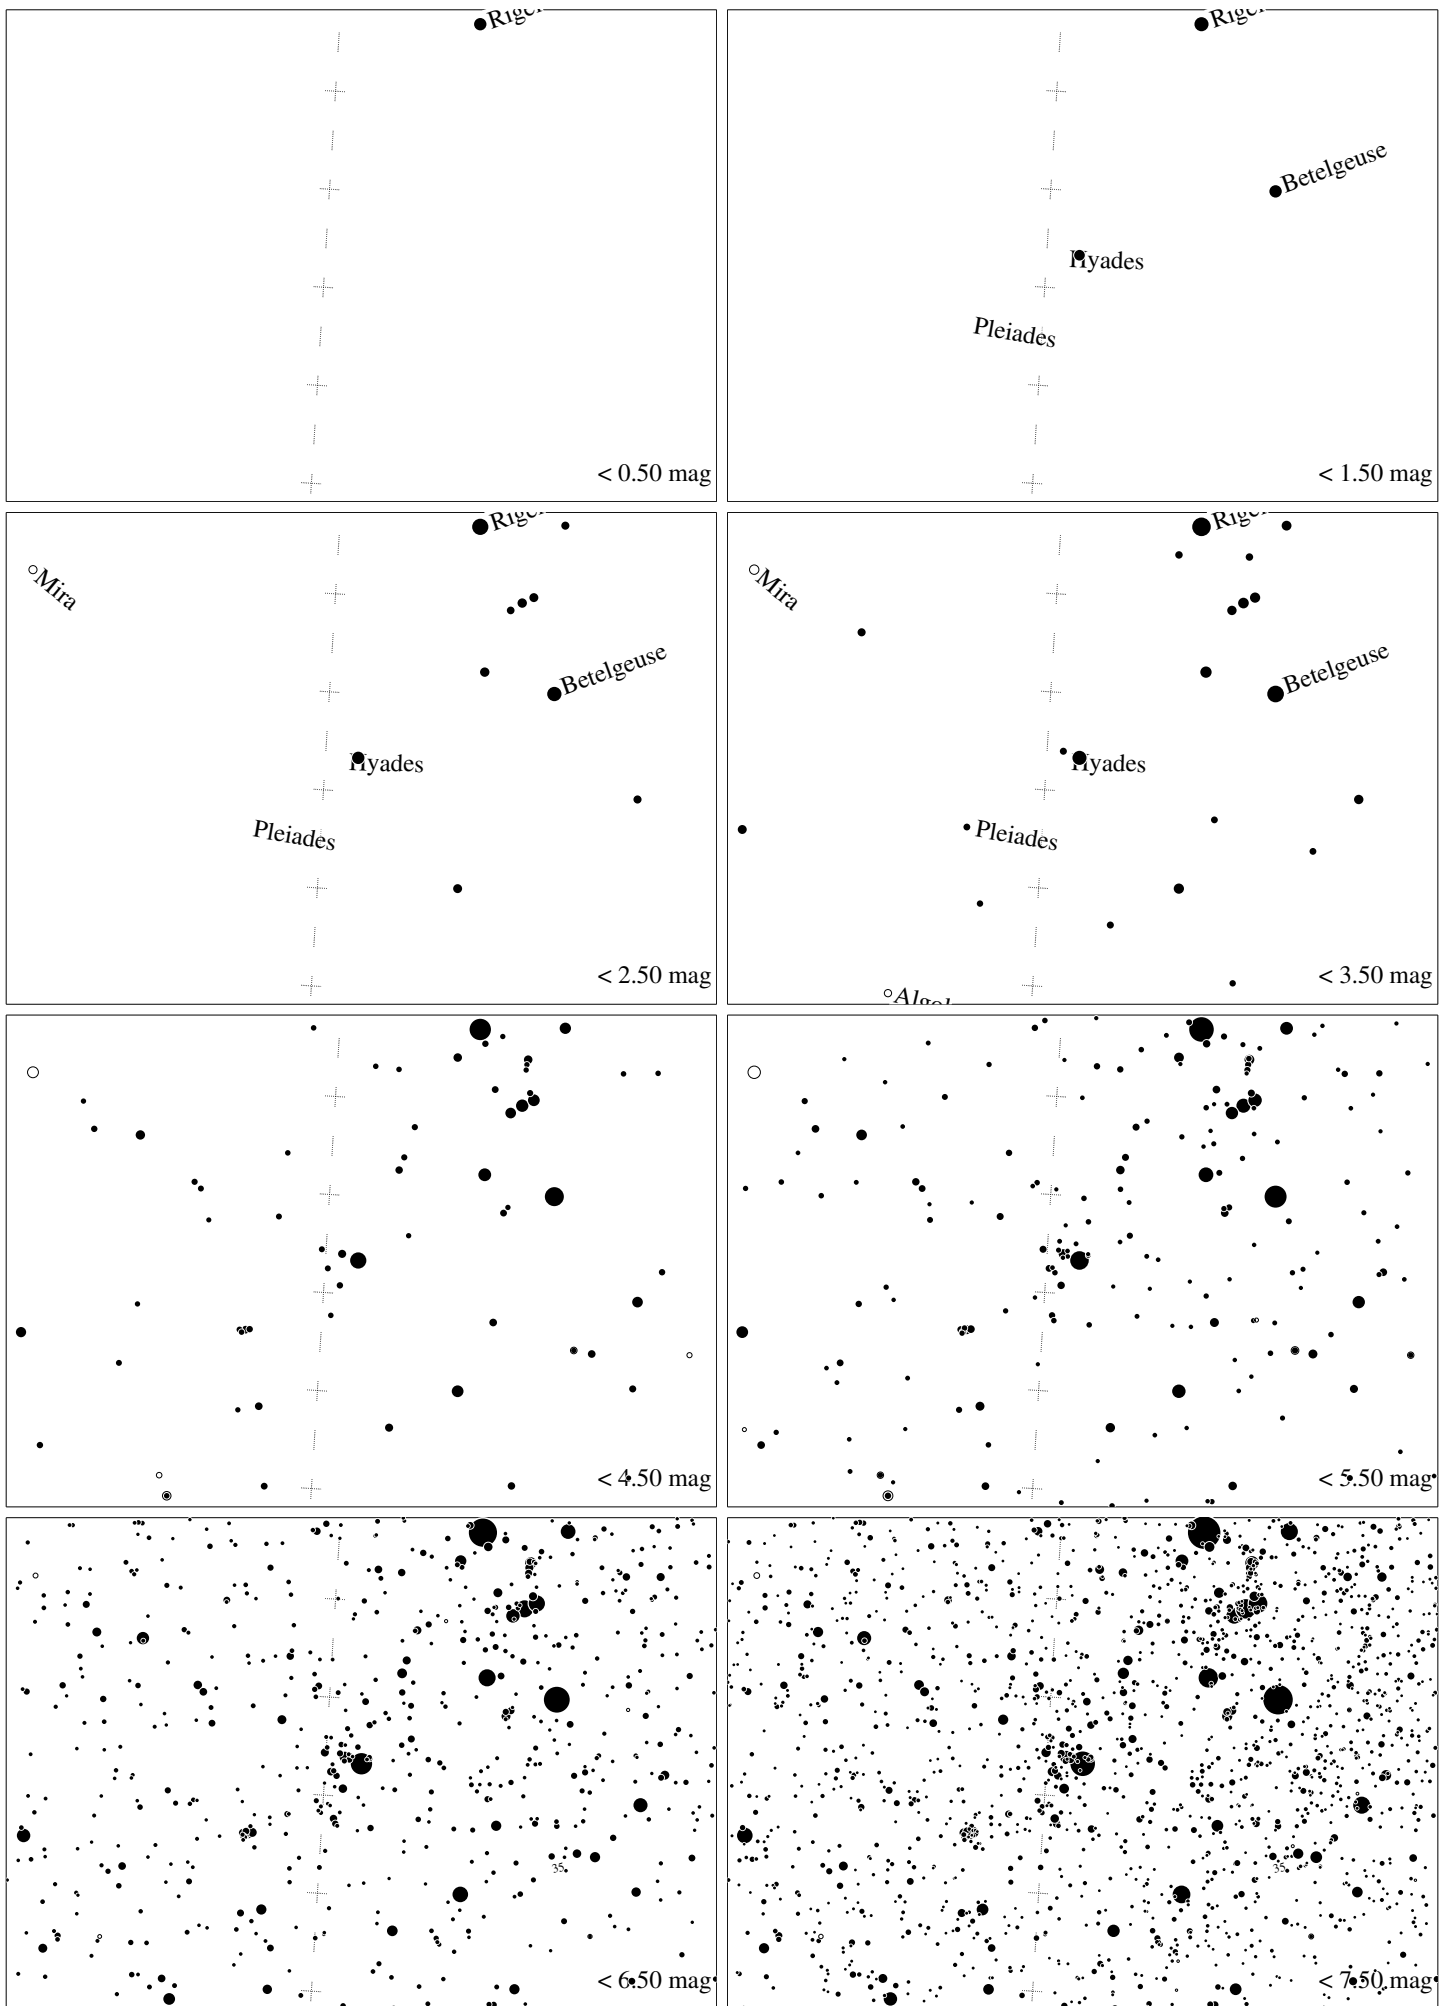 Rigel
< 0.50 mag
Rigel
Betelgeuse
Hyades
Pleiades
< 1.50 mag
Rigel
Mira
Betelgeuse
Hyades
Pleiades
< 2.50 mag
Rigel
Mira
Betelgeuse
Hyades
Pleiades
Algol
< 3.50 mag
< 4.50 mag
< 5.50 mag
35
< 6.50 mag
35
< 7.50 mag